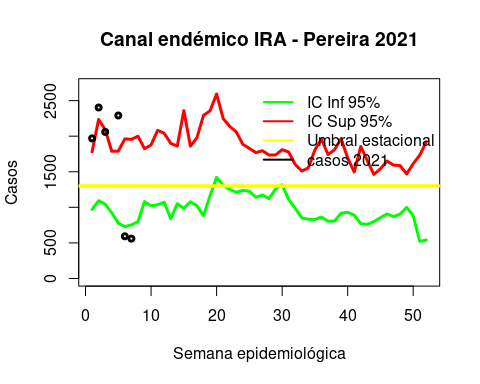 Canal endémico IRA - Pereira 2021
IC Inf 95%
IC Sup 95%
Umbral estacional
casos 2021
Casos
2500
1500
500
0
0
10
20
30
40
50
Semana epidemiológica